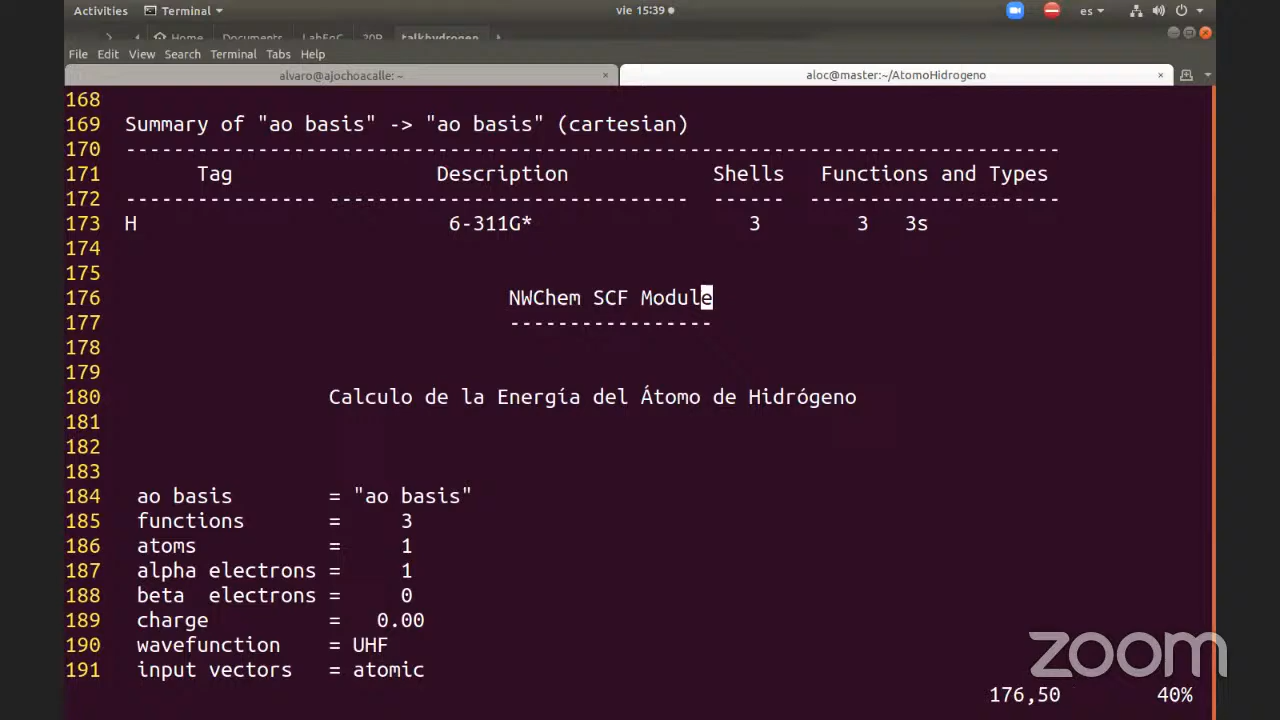 Activities Terminal vie 15:39 es
Home Documents LabFoC 20P talkhydrogen
File Edit View Search Terminal Tabs Help
alvaro@ajochoacalle: ~ × aloc@master:~/AtomoHidrogeno ×
168
169 Summary of "ao basis" -> "ao basis" (cartesian)
170 ------------------------------------------------------------------------------
171 Tag Description Shells Functions and Types
172 ---------------- ------------------------------ ------ ---------------------
173 H 6-311G* 3 3 3s
174
175
176 NWChem SCF Module
177 -----------------
178
179
180 Calculo de la Energía del Átomo de Hidrógeno
181
182
183
184 ao basis = "ao basis"
185 functions = 3
186 atoms = 1
187 alpha electrons = 1
188 beta electrons = 0
189 charge = 0.00
190 wavefunction = UHF
191 input vectors = atomic
zoom
176,50 40%